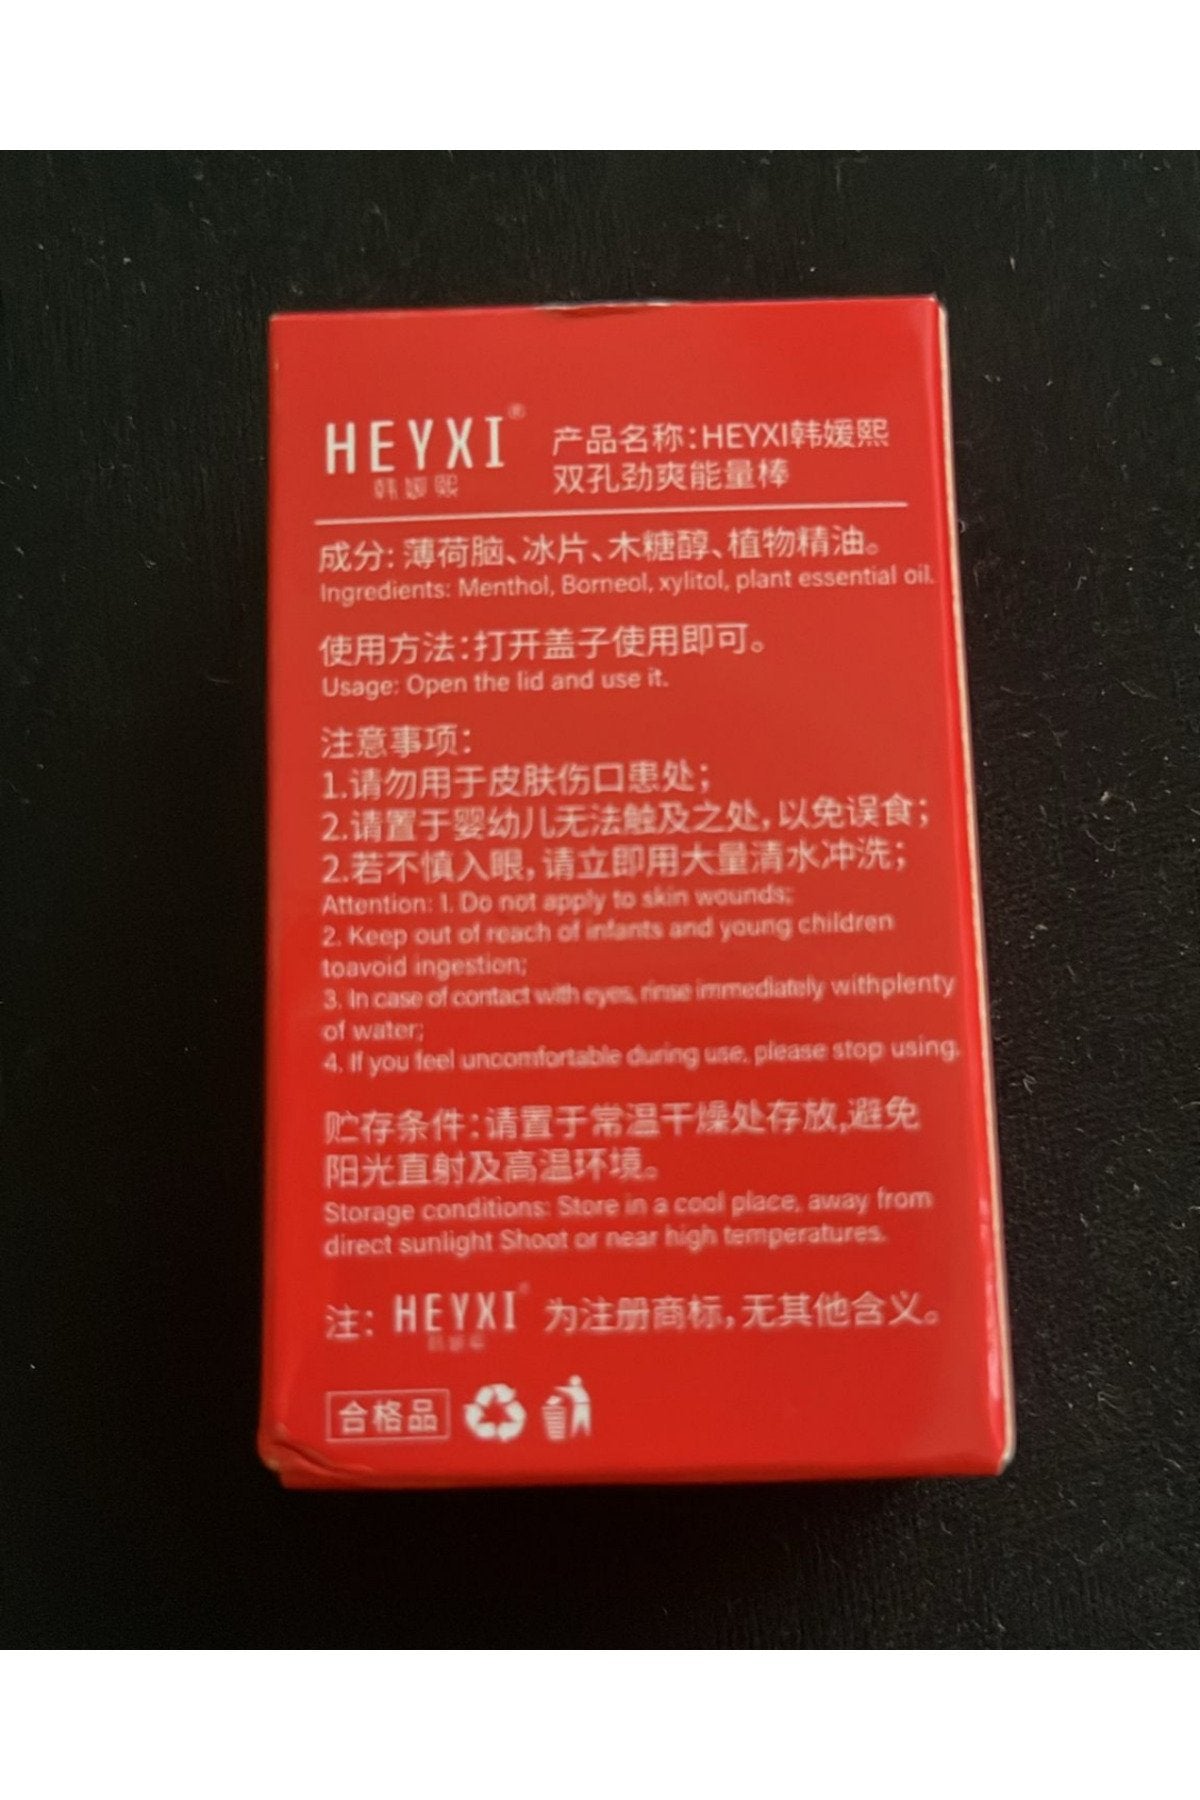 HEYXI®
韩媛熙
产品名称：HEYXI韩媛熙
双孔劲爽能量棒
成分：薄荷脑、冰片、木糖醇、植物精油。
Ingredients: Menthol, Borneol, xylitol, plant essential oil.
使用方法：打开盖子使用即可。
Usage: Open the lid and use it.
注意事项：
1.请勿用于皮肤伤口患处；
2.请置于婴幼儿无法触及之处，以免误食；
2.若不慎入眼，请立即用大量清水冲洗；
Attention: 1. Do not apply to skin wounds;
2. Keep out of reach of infants and young children
toavoid ingestion;
3. In case of contact with eyes, rinse immediately withplenty
of water;
4. If you feel uncomfortable during use, please stop using.
贮存条件：请置于常温干燥处存放,避免
阳光直射及高温环境。
Storage conditions: Store in a cool place, away from
direct sunlight Shoot or near high temperatures.
注：HEYXI® 为注册商标，无其他含义。
合格品